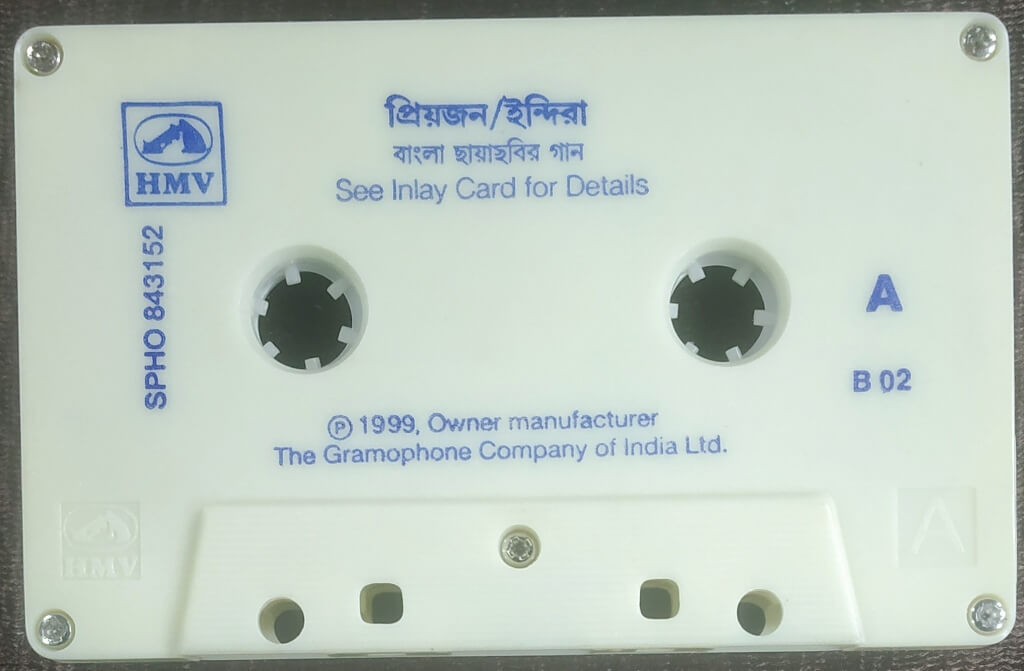 প্রিয়জন/ইন্দিরা
বাংলা ছায়াছবির গান
See Inlay Card for Details
HMV
SPHO 843152
A
B 02
Ⓟ 1999, Owner manufacturer
The Gramophone Company of India Ltd.
HMV
A